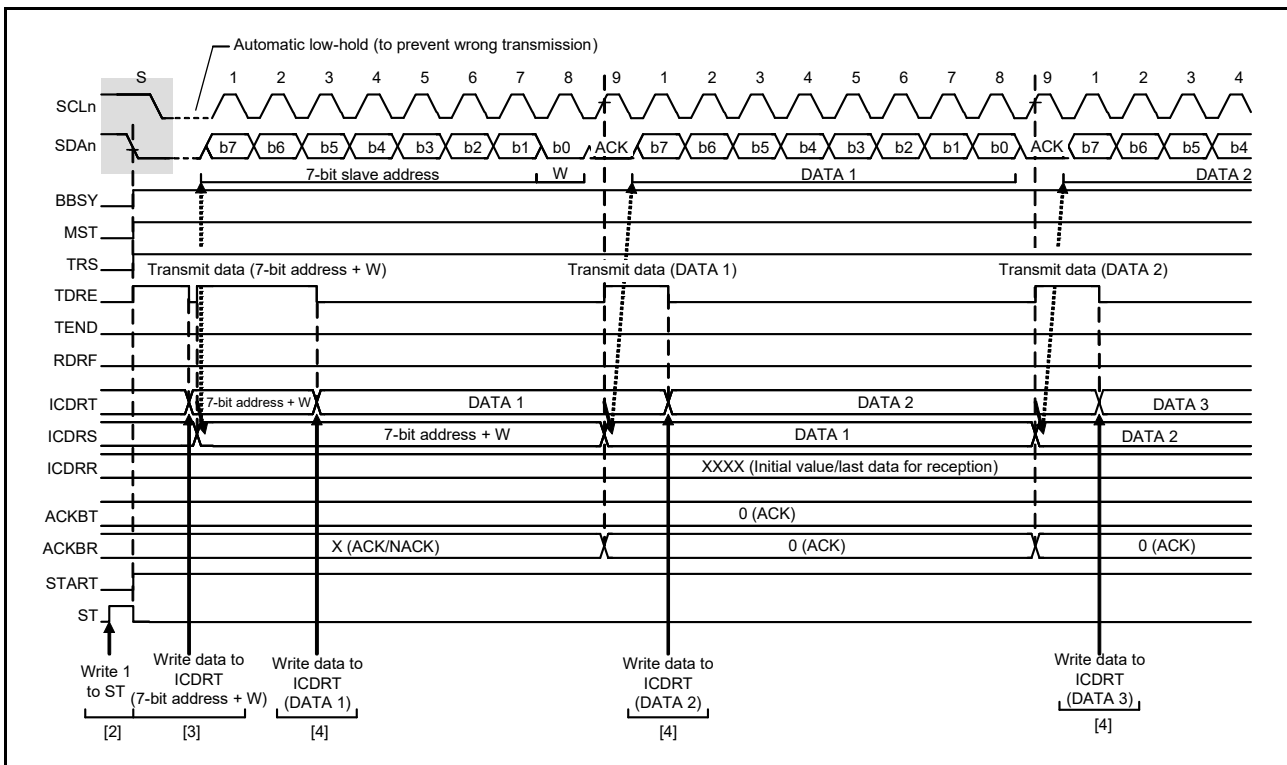 Automatic low-hold (to prevent wrong transmission)
S 1 2 3 4 5 6 7 8 9 1 2 3 4 5 6 7 8 9 1 2 3 4
SCLn
SDAn b7 b6 b5 b4 b3 b2 b1 b0 ACK b7 b6 b5 b4 b3 b2 b1 b0 ACK b7 b6 b5 b4
7-bit slave address W DATA 1 DATA 2
BBSY
MST
TRS
Transmit data (7-bit address + W) Transmit data (DATA 1) Transmit data (DATA 2)
TDRE
TEND
RDRF
ICDRT 7-bit address + W DATA 1 DATA 2 DATA 3
ICDRS 7-bit address + W DATA 1 DATA 2
ICDRR XXXX (Initial value/last data for reception)
ACKBT 0 (ACK)
ACKBR X (ACK/NACK) 0 (ACK) 0 (ACK)
START
ST
Write 1
to ST
[2]
Write data to
ICDRT
(7-bit address + W)
[3]
Write data to
ICDRT
(DATA 1)
[4]
Write data to
ICDRT
(DATA 2)
[4]
Write data to
ICDRT
(DATA 3)
[4]